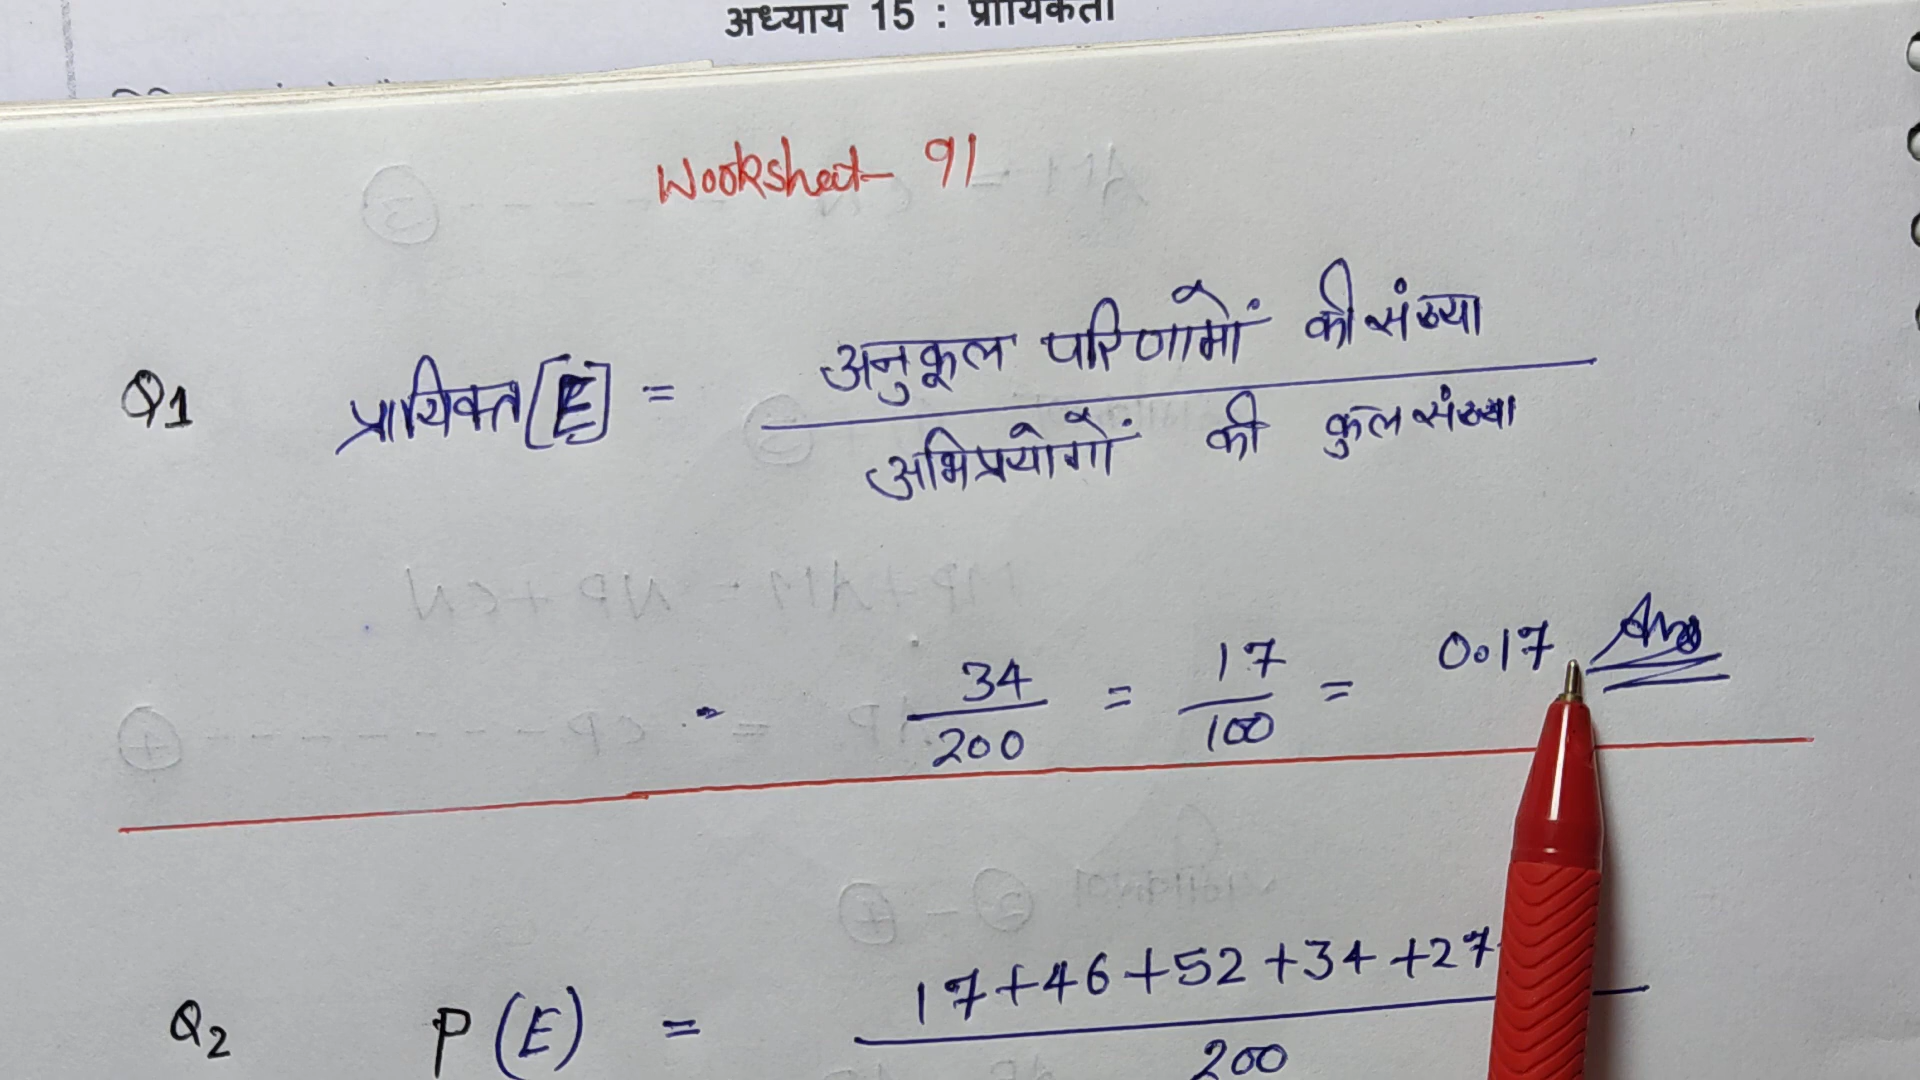 अध्याय 15 : प्रायिकता
Worksheet- 91
Q1 प्रायिक्त [E] = अनुकूल परिणामों की संख्या
अभिप्रयोगों की कुल संख्या
= 34/200 = 17/100 = 0.17 Ans
Q2 P(E) = 17+46+52+34+27
200